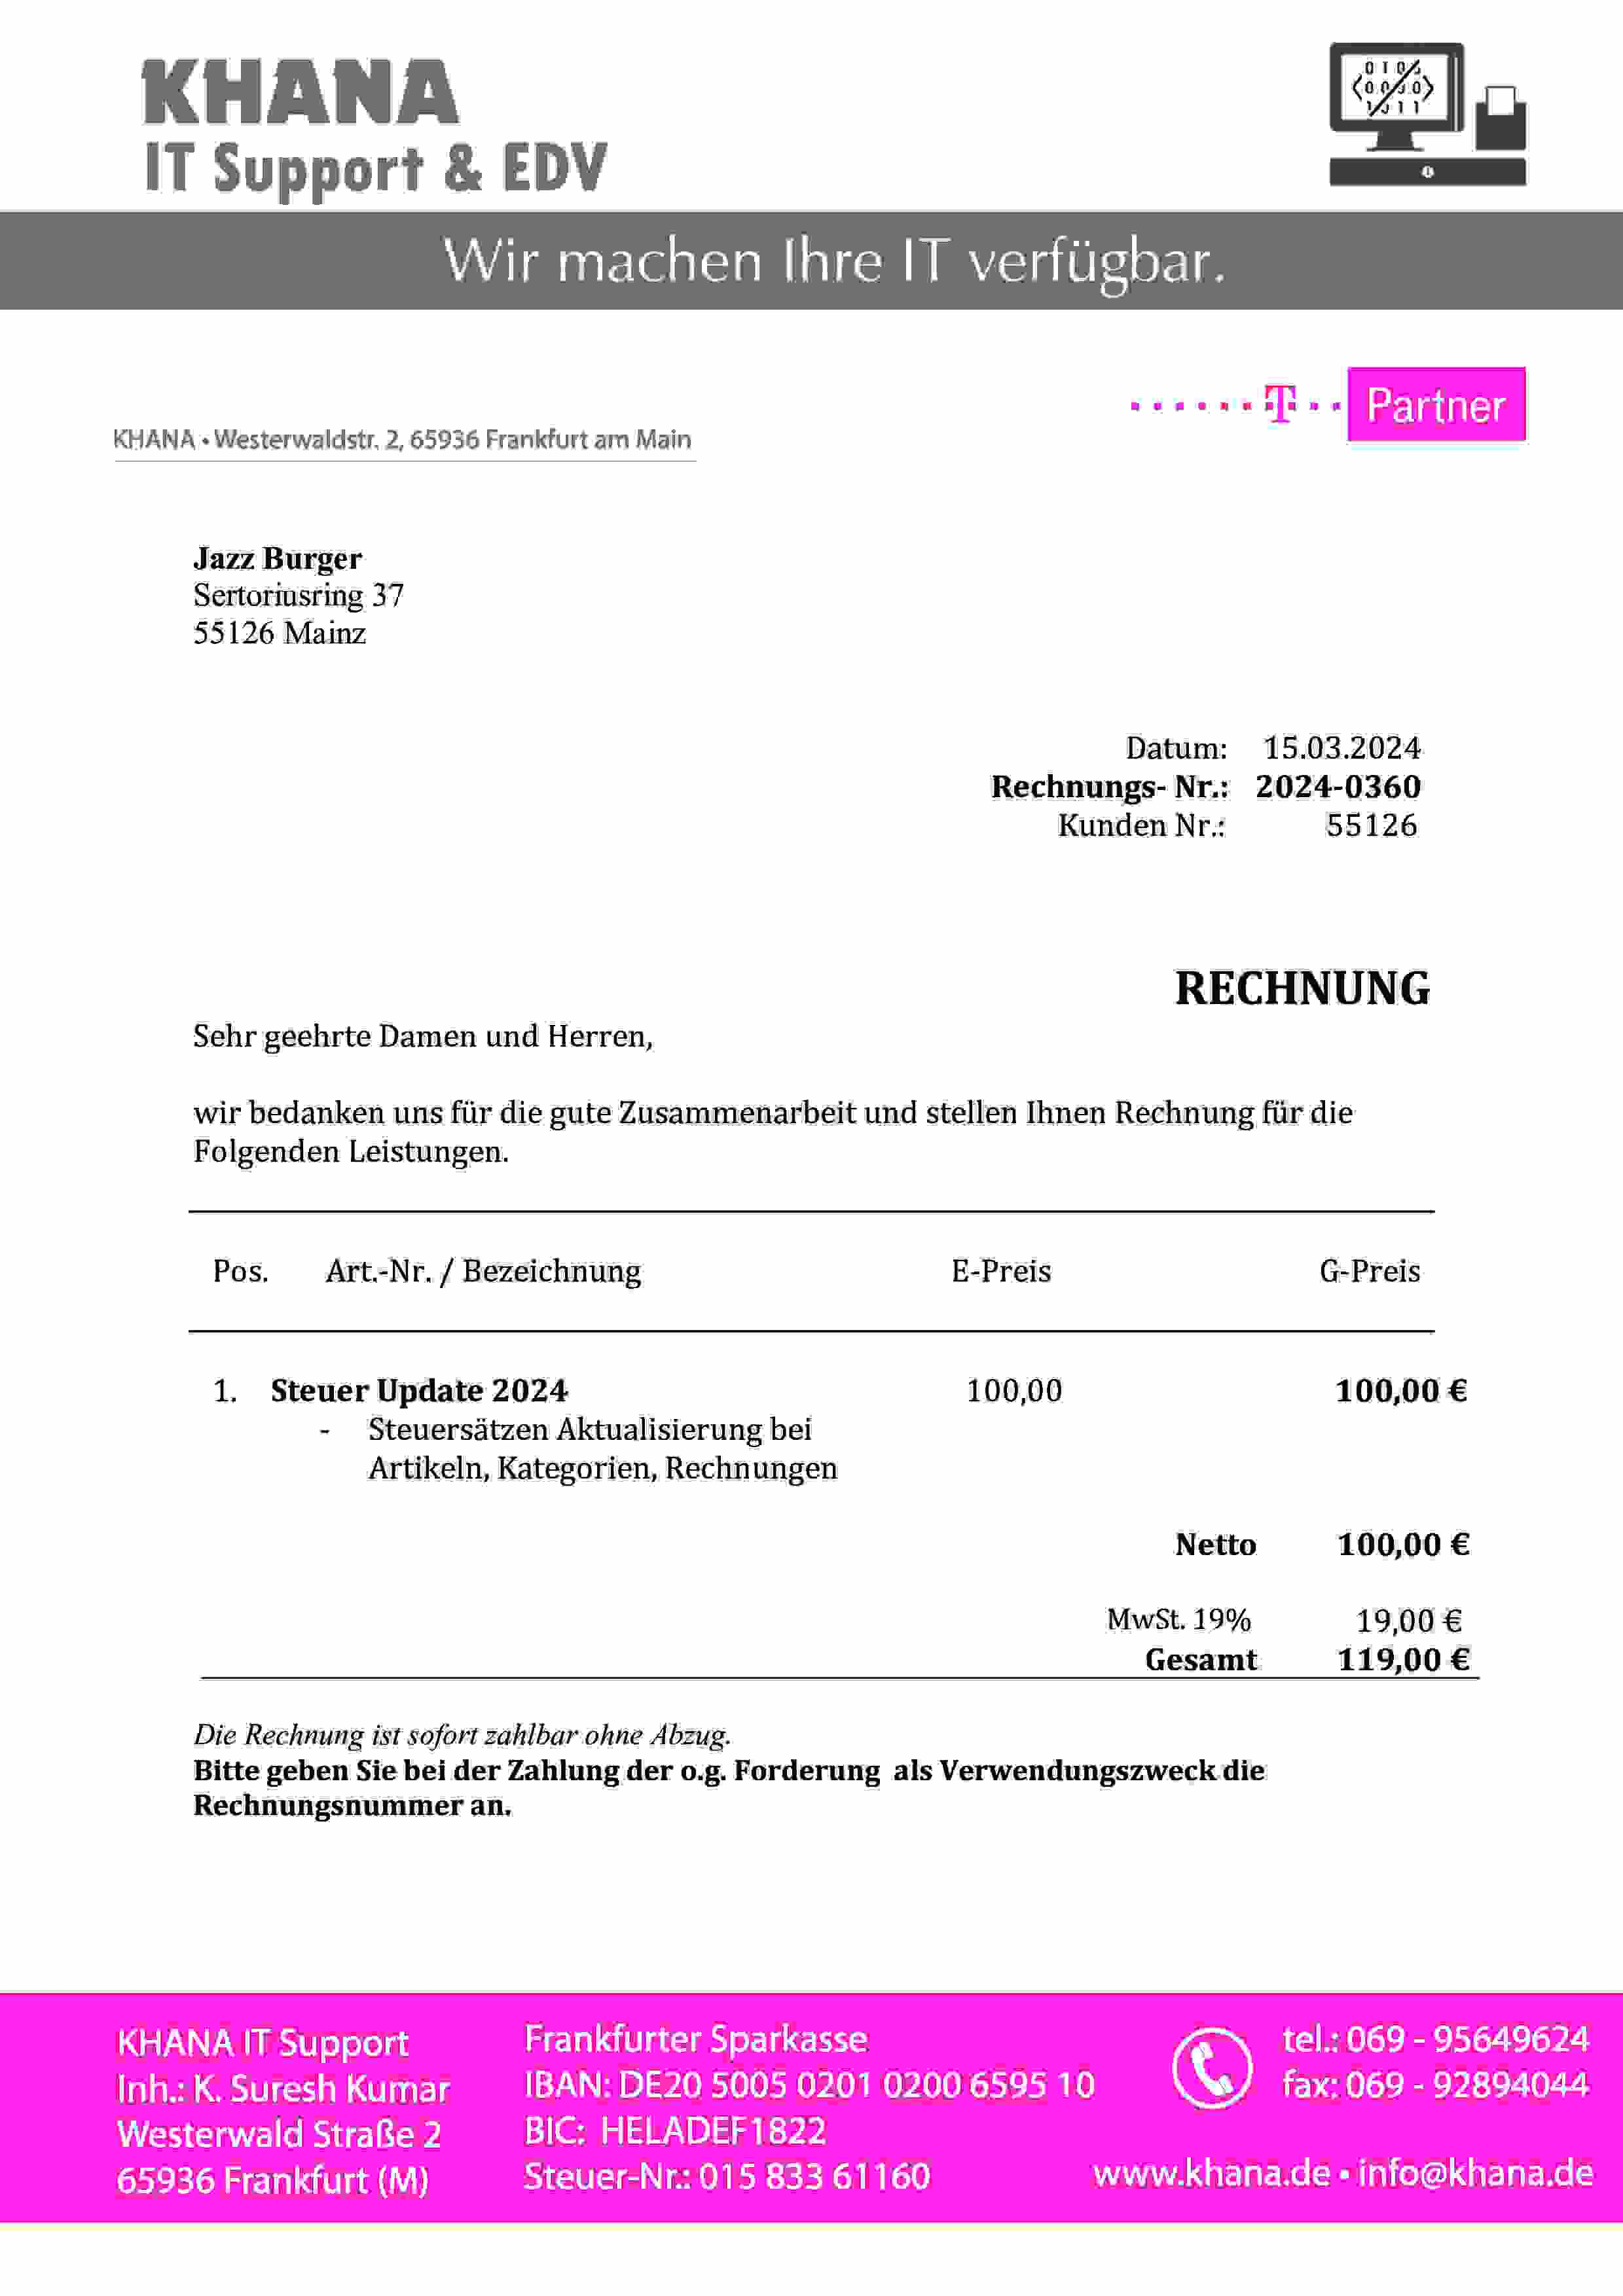 KHANA
IT Support & EDV
Wir machen Ihre IT verfügbar.
T Partner
KHANA • Westerwaldstr. 2, 65936 Frankfurt am Main
Jazz Burger
Sertoriusring 37
55126 Mainz
Datum: 15.03.2024
Rechnungs- Nr.: 2024-0360
Kunden Nr.: 55126
RECHNUNG
Sehr geehrte Damen und Herren,
wir bedanken uns für die gute Zusammenarbeit und stellen Ihnen Rechnung für die
Folgenden Leistungen.
Pos. Art.-Nr. / Bezeichnung E-Preis G-Preis
1. Steuer Update 2024 100,00 100,00 €
- Steuersätzen Aktualisierung bei
Artikeln, Kategorien, Rechnungen
Netto 100,00 €
MwSt. 19% 19,00 €
Gesamt 119,00 €
Die Rechnung ist sofort zahlbar ohne Abzug.
Bitte geben Sie bei der Zahlung der o.g. Forderung als Verwendungszweck die
Rechnungsnummer an.
KHANA IT Support
Inh.: K. Suresh Kumar
Westerwald Straße 2
65936 Frankfurt (M)
Frankfurter Sparkasse
IBAN: DE20 5005 0201 0200 6595 10
BIC: HELADEF1822
Steuer-Nr.: 015 833 61160
tel.: 069 - 95649624
fax: 069 - 92894044
www.khana.de • info@khana.de